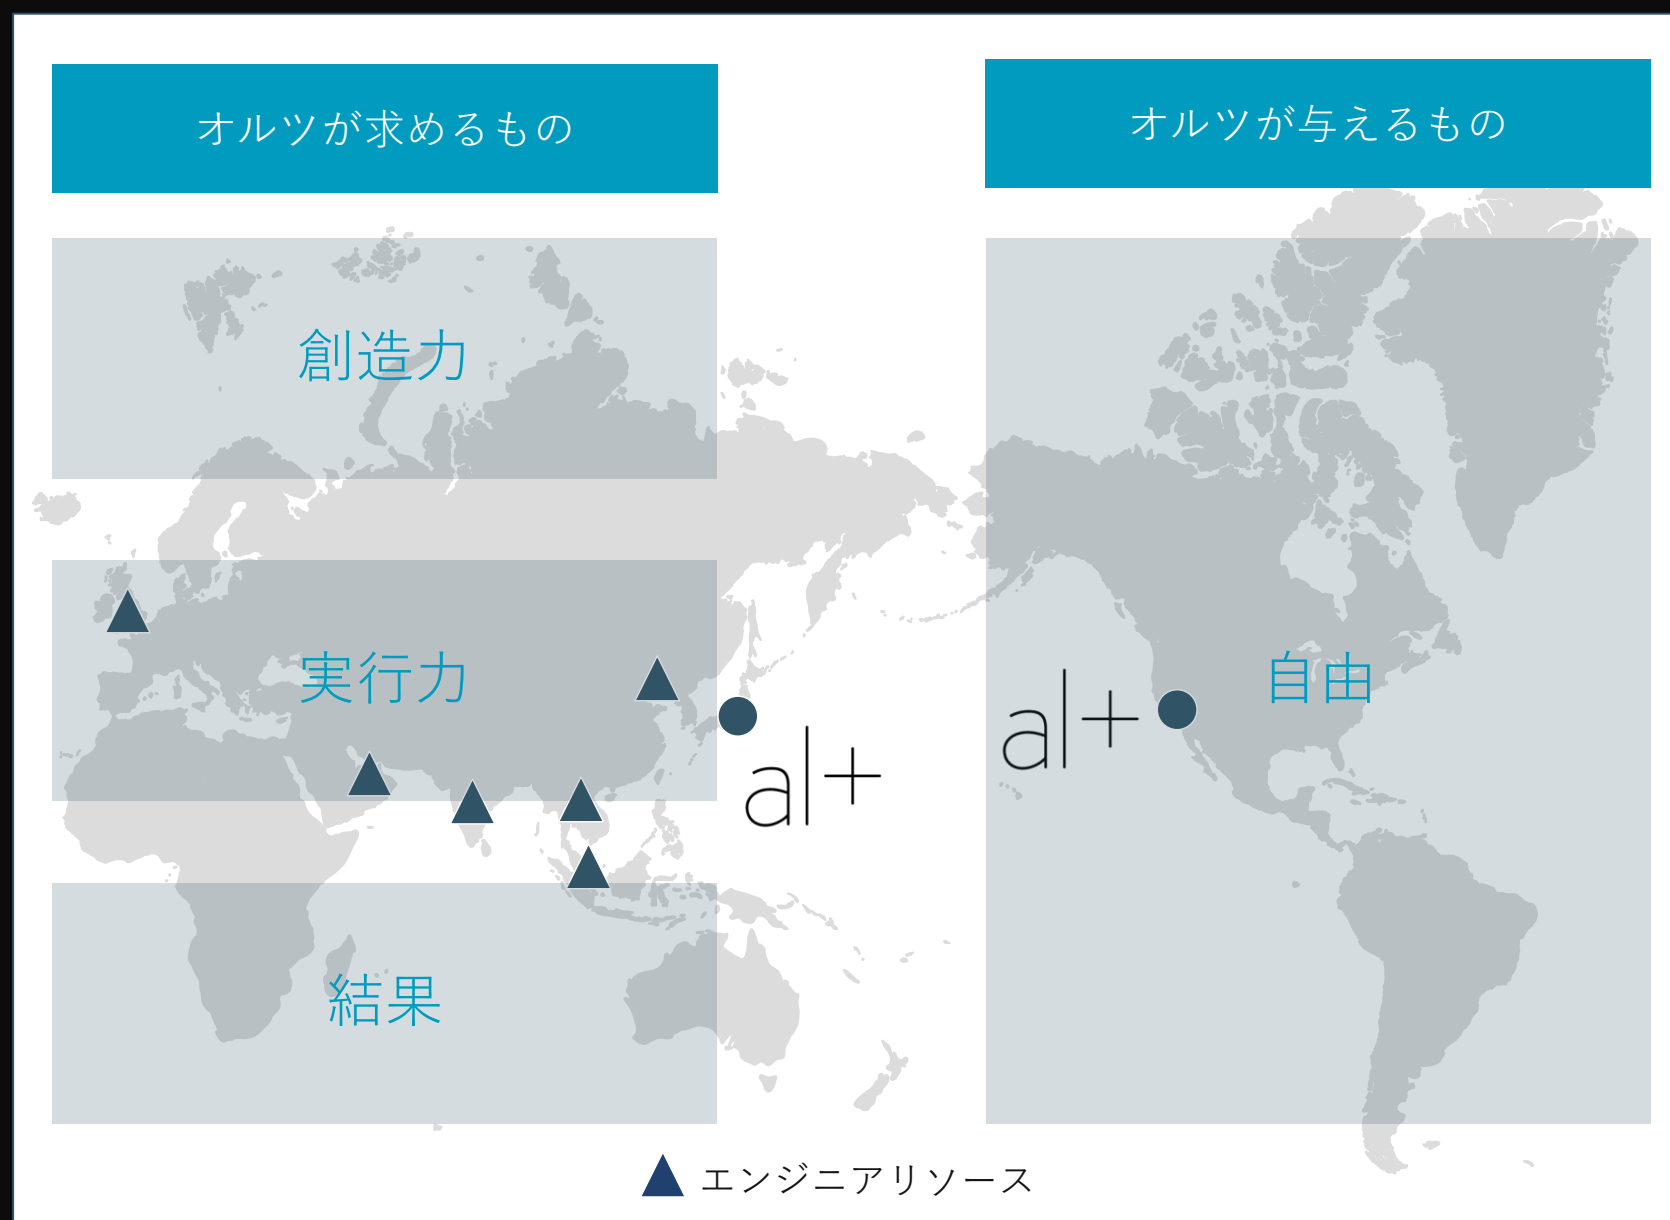 オルツが求めるもの
オルツが与えるもの
創造力
実行力
結果
自由
al+
al+
エンジニアリソース